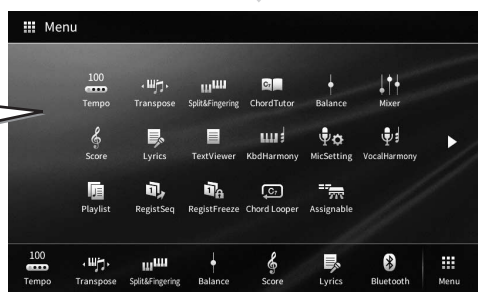 Menu
100
Tempo Transpose Split&Fingering ChordTutor Balance Mixer
Score Lyrics TextViewer KbdHarmony MicSetting VocalHarmony
Playlist RegistSeq RegistFreeze Chord Looper Assignable
100
Tempo Transpose Split&Fingering Balance Score Lyrics Bluetooth Menu